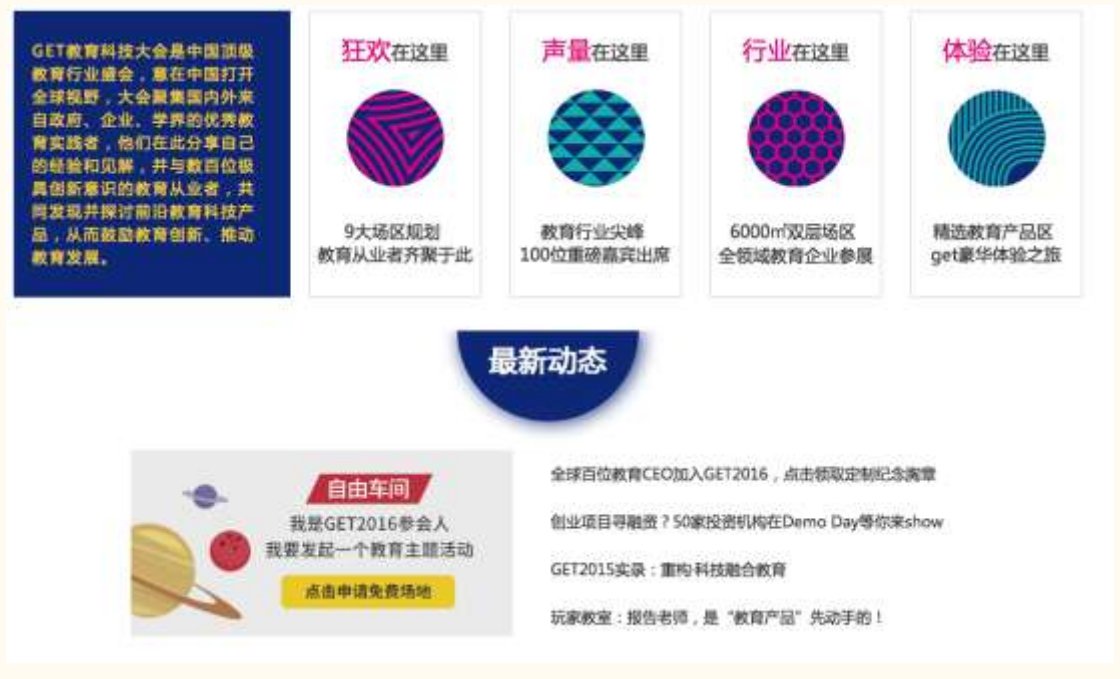 GET教育科技大会是中国顶级
教育行业盛会，意在中国打开
全球视野，大会聚集国内外来
自政府、企业、学界的优秀教
育实践者，他们在此分享自己
的经验和见解，并与数百位极
具创新意识的教育从业者，共
同发现并探讨前沿教育科技产
品，从而鼓励教育创新、推动
教育发展。
狂欢在这里
9大场区规划
教育从业者齐聚于此
声量在这里
教育行业尖峰
100位重磅嘉宾出席
行业在这里
6000㎡双层场区
全领域教育企业参展
体验在这里
精选教育产品区
get豪华体验之旅
最新动态
自由车间
我是GET2016参会人
我要发起一个教育主题活动
点击申请免费场地
全球百位教育CEO加入GET2016，点击领取定制纪念胸章
创业项目寻融资？50家投资机构在Demo Day等你来show
GET2015实录：重构·科技融合教育
玩家教室：报告老师，是“教育产品”先动手的！